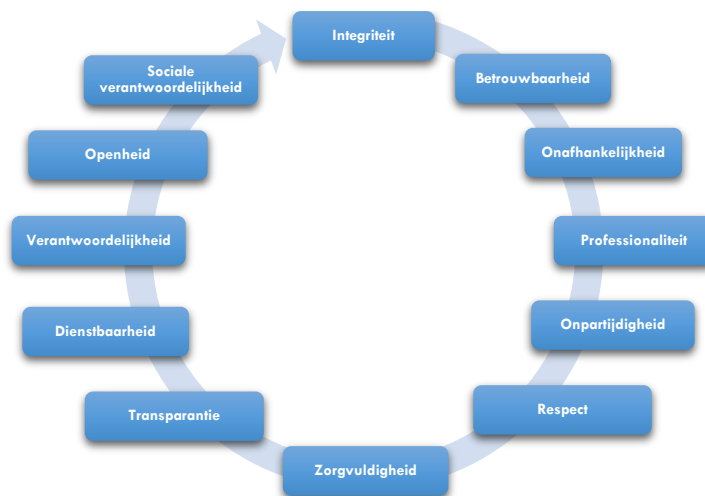 Integriteit
Betrouwbaarheid
Onafhankelijkheid
Professionaliteit
Onpartijdigheid
Respect
Zorgvuldigheid
Transparantie
Dienstbaarheid
Verantwoordelijkheid
Openheid
Sociale
verantwoordelijkheid